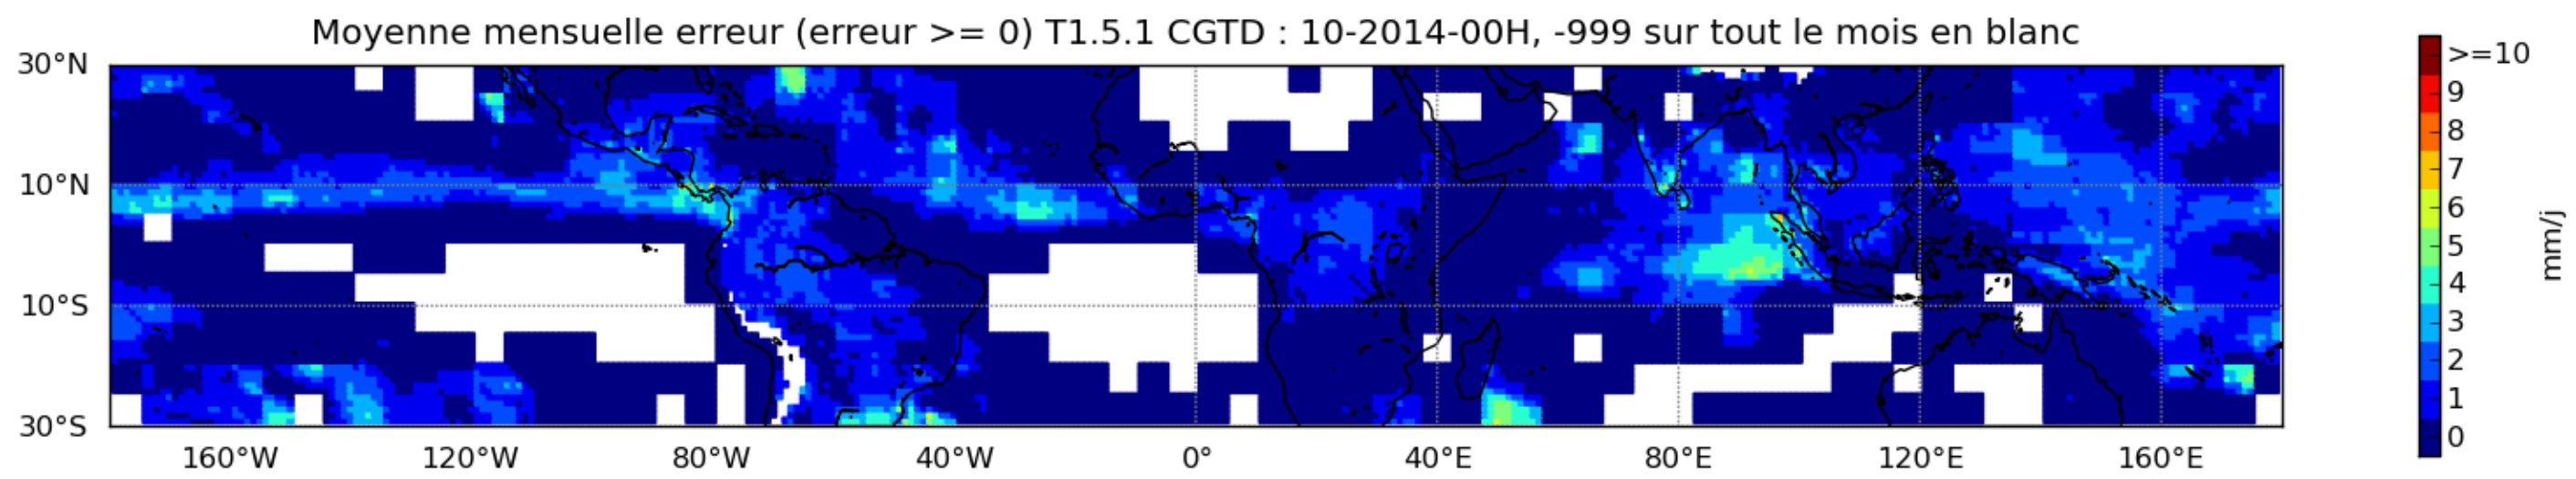 Moyenne mensuelle erreur (erreur >= 0) T1.5.1 CGTD : 10-2014-00H, -999 sur tout le mois en blanc
30°N
10°N
10°S
30°S
160°W 120°W 80°W 40°W 0° 40°E 80°E 120°E 160°E
>=10
9
8
7
6
5
4
3
2
1
0
mm/j